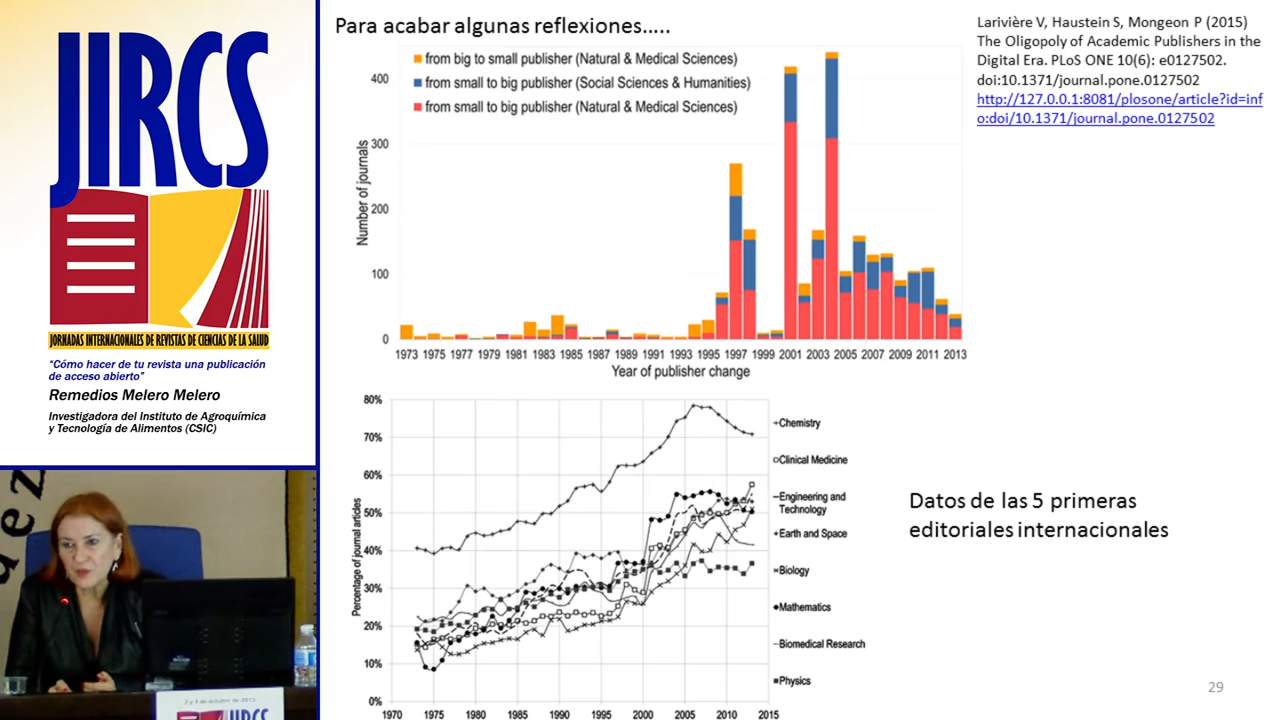 JIRCS
JORNADAS INTERNACIONALES DE REVISTAS DE CIENCIAS DE LA SALUD
“Cómo hacer de tu revista una publicación
de acceso abierto”
Remedios Melero Melero
Investigadora del Instituto de Agroquímica
y Tecnología de Alimentos (CSIC)
Para acabar algunas reflexiones.....
from big to small publisher (Natural & Medical Sciences)
from small to big publisher (Social Sciences & Humanities)
from small to big publisher (Natural & Medical Sciences)
Number of journals
400
300
200
100
0
1973 1975 1977 1979 1981 1983 1985 1987 1989 1991 1993 1995 1997 1999 2001 2003 2005 2007 2009 2011 2013
Year of publisher change
Larivière V, Haustein S, Mongeon P (2015)
The Oligopoly of Academic Publishers in the
Digital Era. PLoS ONE 10(6): e0127502.
doi:10.1371/journal.pone.0127502
http://127.0.0.1:8081/plosone/article?id=inf
o:doi/10.1371/journal.pone.0127502
Percentage of journal articles
80%
70%
60%
50%
40%
30%
20%
10%
0%
1970 1975 1980 1985 1990 1995 2000 2005 2010 2015
Chemistry
Clinical Medicine
Engineering and
Technology
Earth and Space
Biology
Mathematics
Biomedical Research
Physics
Datos de las 5 primeras
editoriales internacionales
29
dez
JIRCS